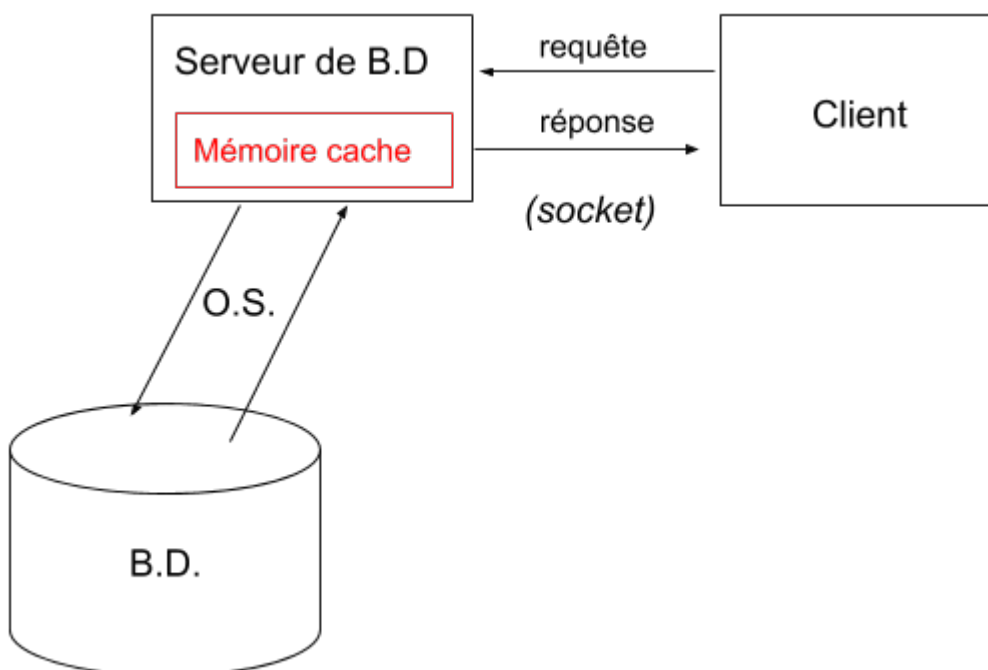 Serveur de B.D
Mémoire cache
requête
réponse
(socket)
Client
O.S.
B.D.